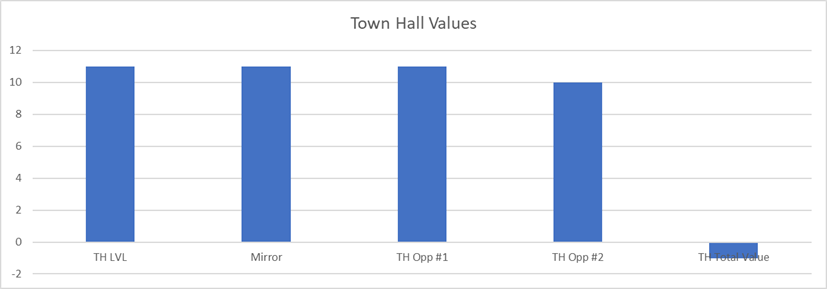 Town Hall Values
12
10
8
6
4
2
0
-2
TH LVL
Mirror
TH Opp #1
TH Opp #2
TH Total Value